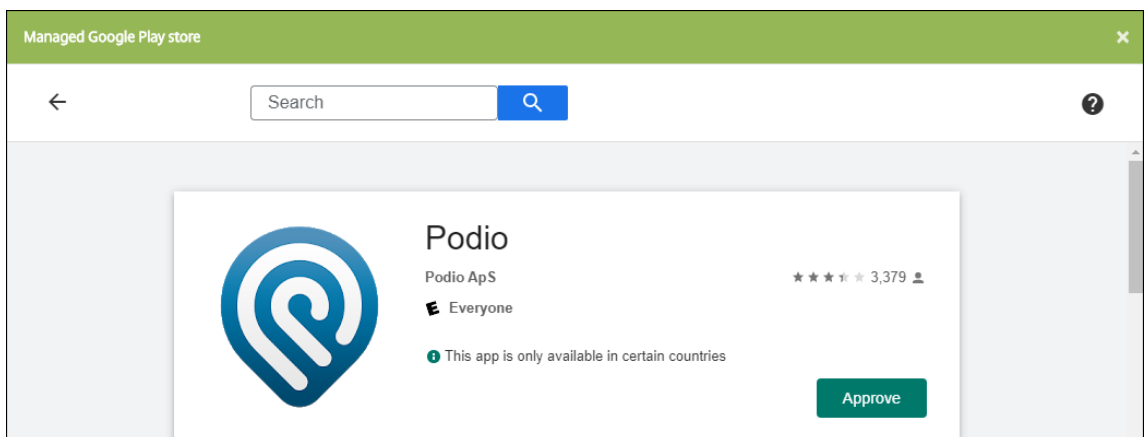 Managed Google Play store
Search
Podio
Podio ApS
3,379
E Everyone
This app is only available in certain countries
Approve